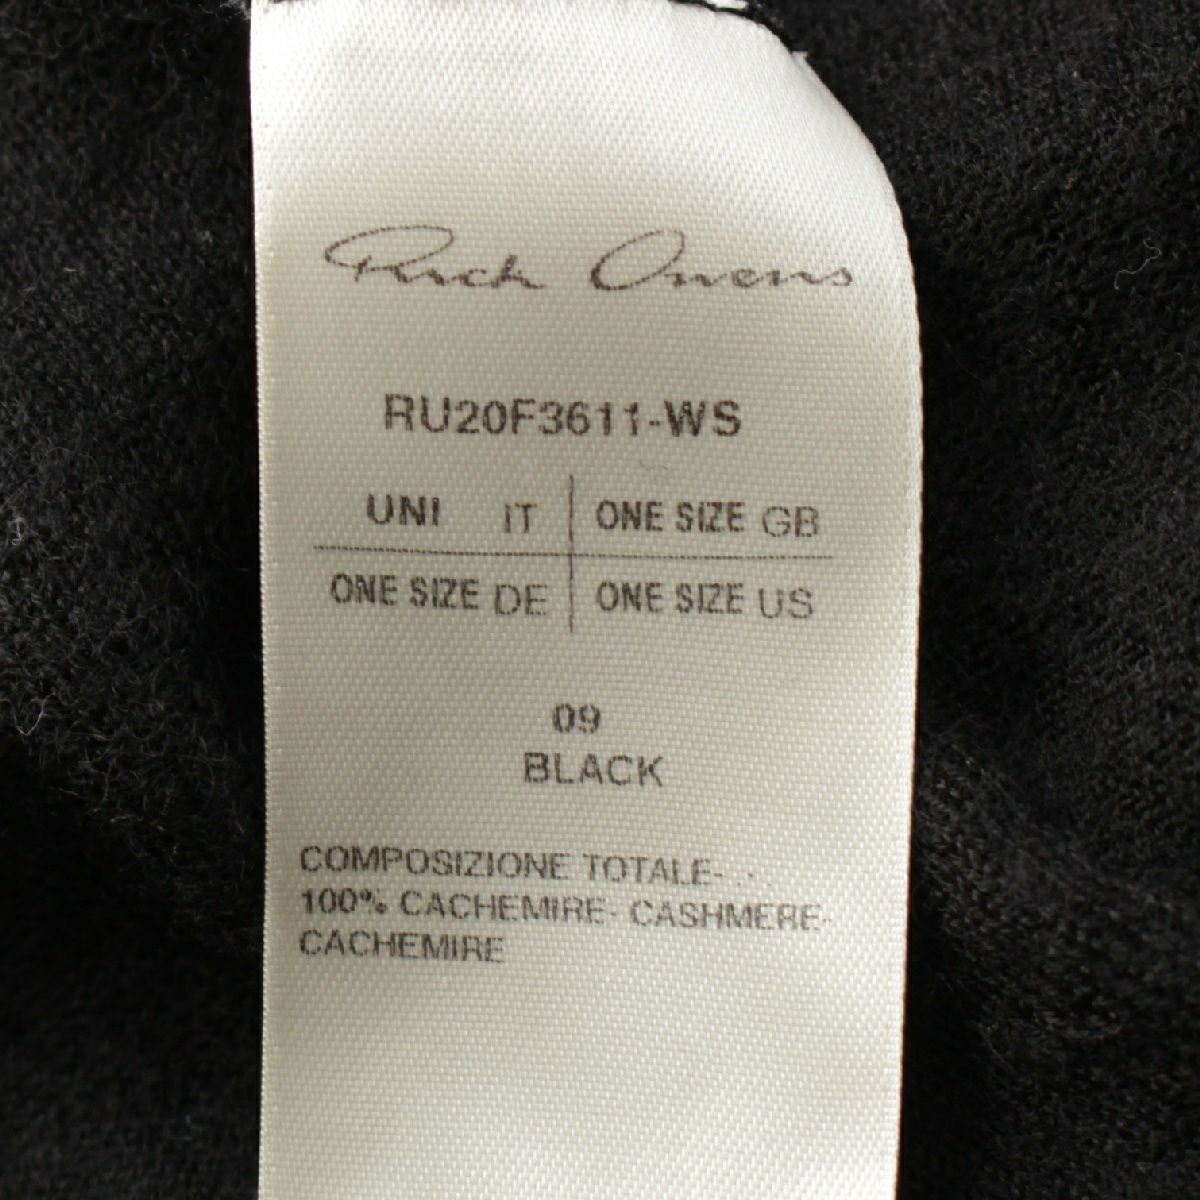 Rick Owens
RU20F3611-WS
UNI IT ONE SIZE GB
ONE SIZE DE ONE SIZE US
09
BLACK
COMPOSIZIONE TOTALE-
100% CACHEMIRE- CASHMERE-
CACHEMIRE